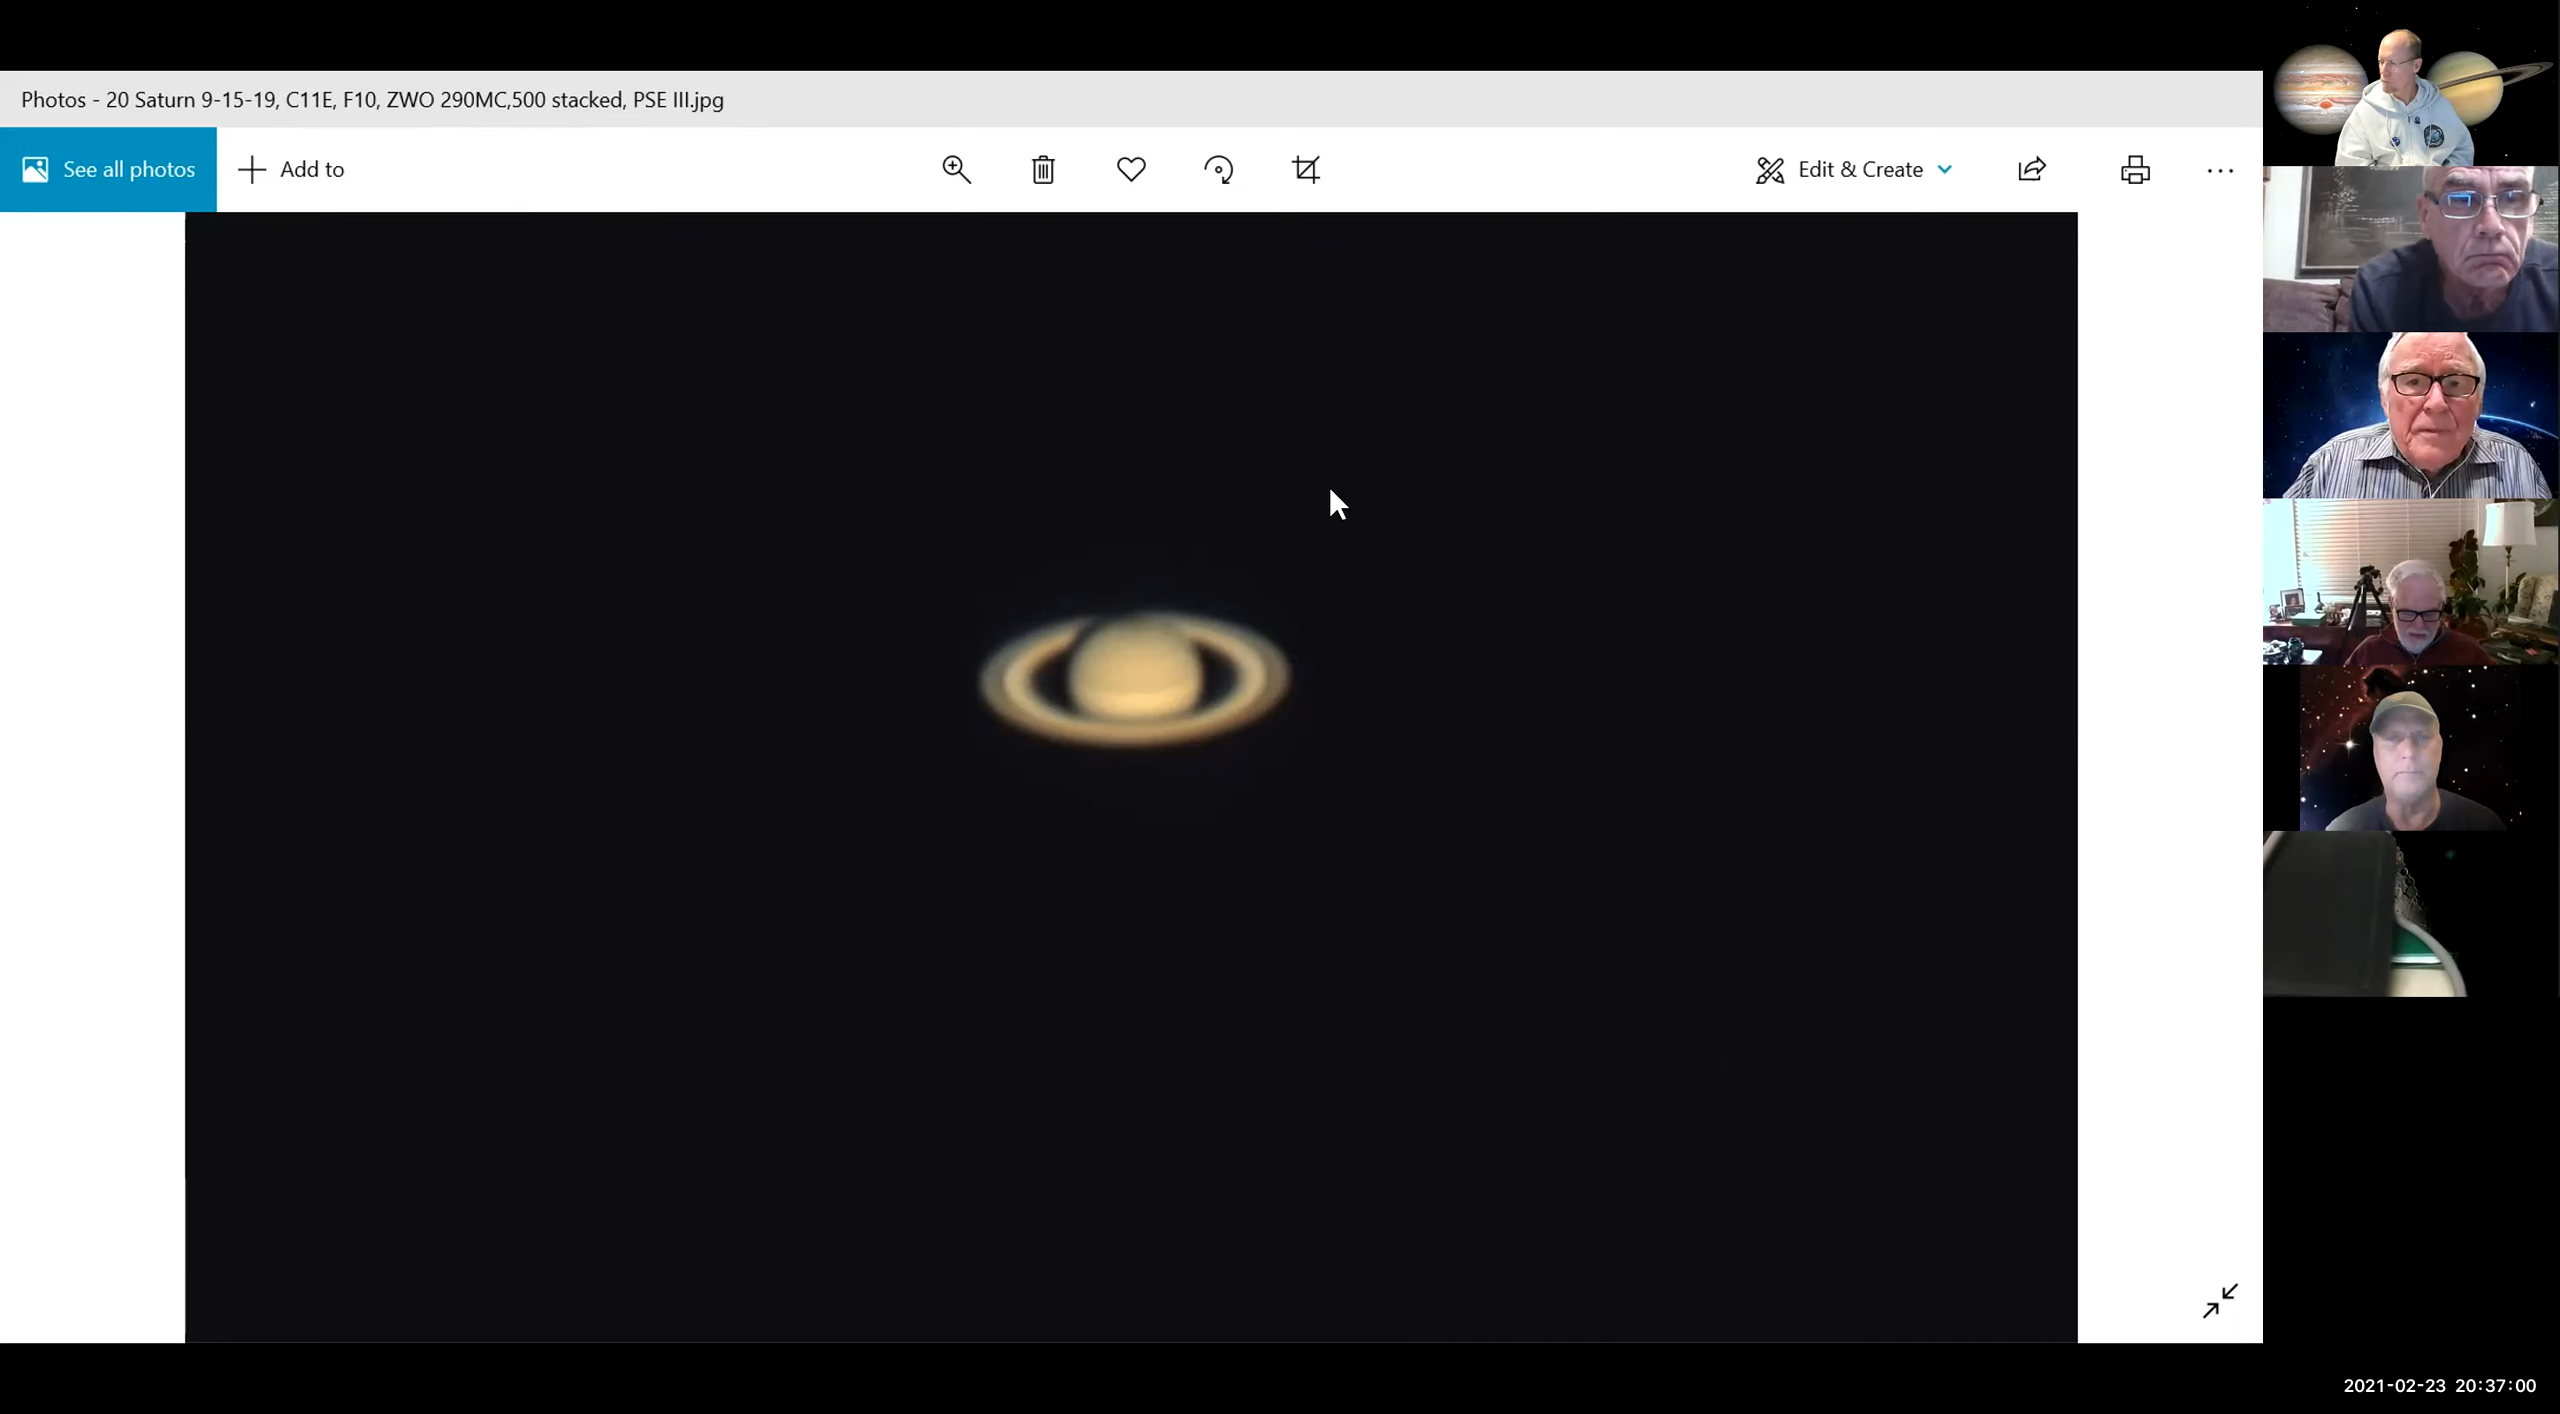 Photos - 20 Saturn 9-15-19, C11E, F10, ZWO 290MC,500 stacked, PSE III.jpg
See all photos
Add to
Edit & Create
2021-02-23 20:37:00